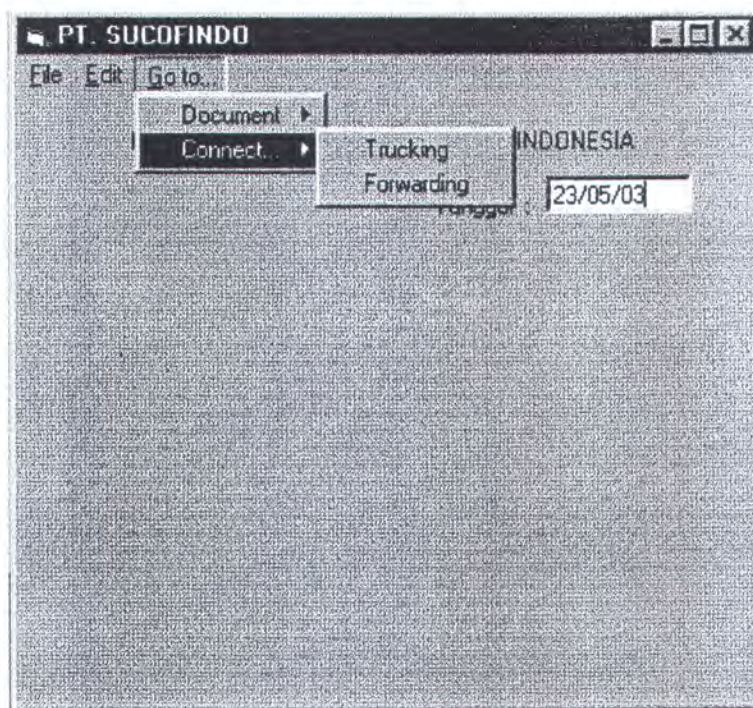 PT. SUCOFINDO
File Edit Go to...
Document
Connect... Trucking INDONESIA
Forwarding
23/05/03